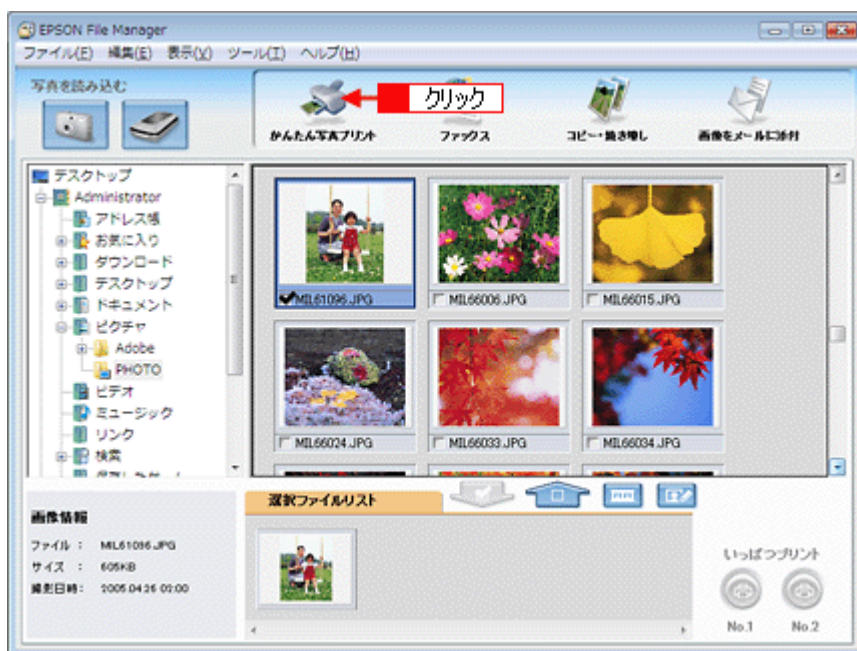 EPSON File Manager
ファイル(F) 編集(E) 表示(V) ツール(T) ヘルプ(H)
写真を読み込む
クリック
かんたん写真プリント
ファックス
コピー・焼き増し
画像をメールに添付
デスクトップ
Administrator
アドレス帳
お気に入り
ダウンロード
デスクトップ
ドキュメント
ピクチャ
Adobe
PHOTO
ビデオ
ミュージック
リンク
検索
MIL61096.JPG
MIL66006.JPG
MIL66015.JPG
MIL66024.JPG
MIL66033.JPG
MIL66034.JPG
選択ファイルリスト
画像情報
ファイル : MIL61096.JPG
サイズ : 605KB
撮影日時: 2005.04.26 02:00
いっぱつプリント
No.1
No.2